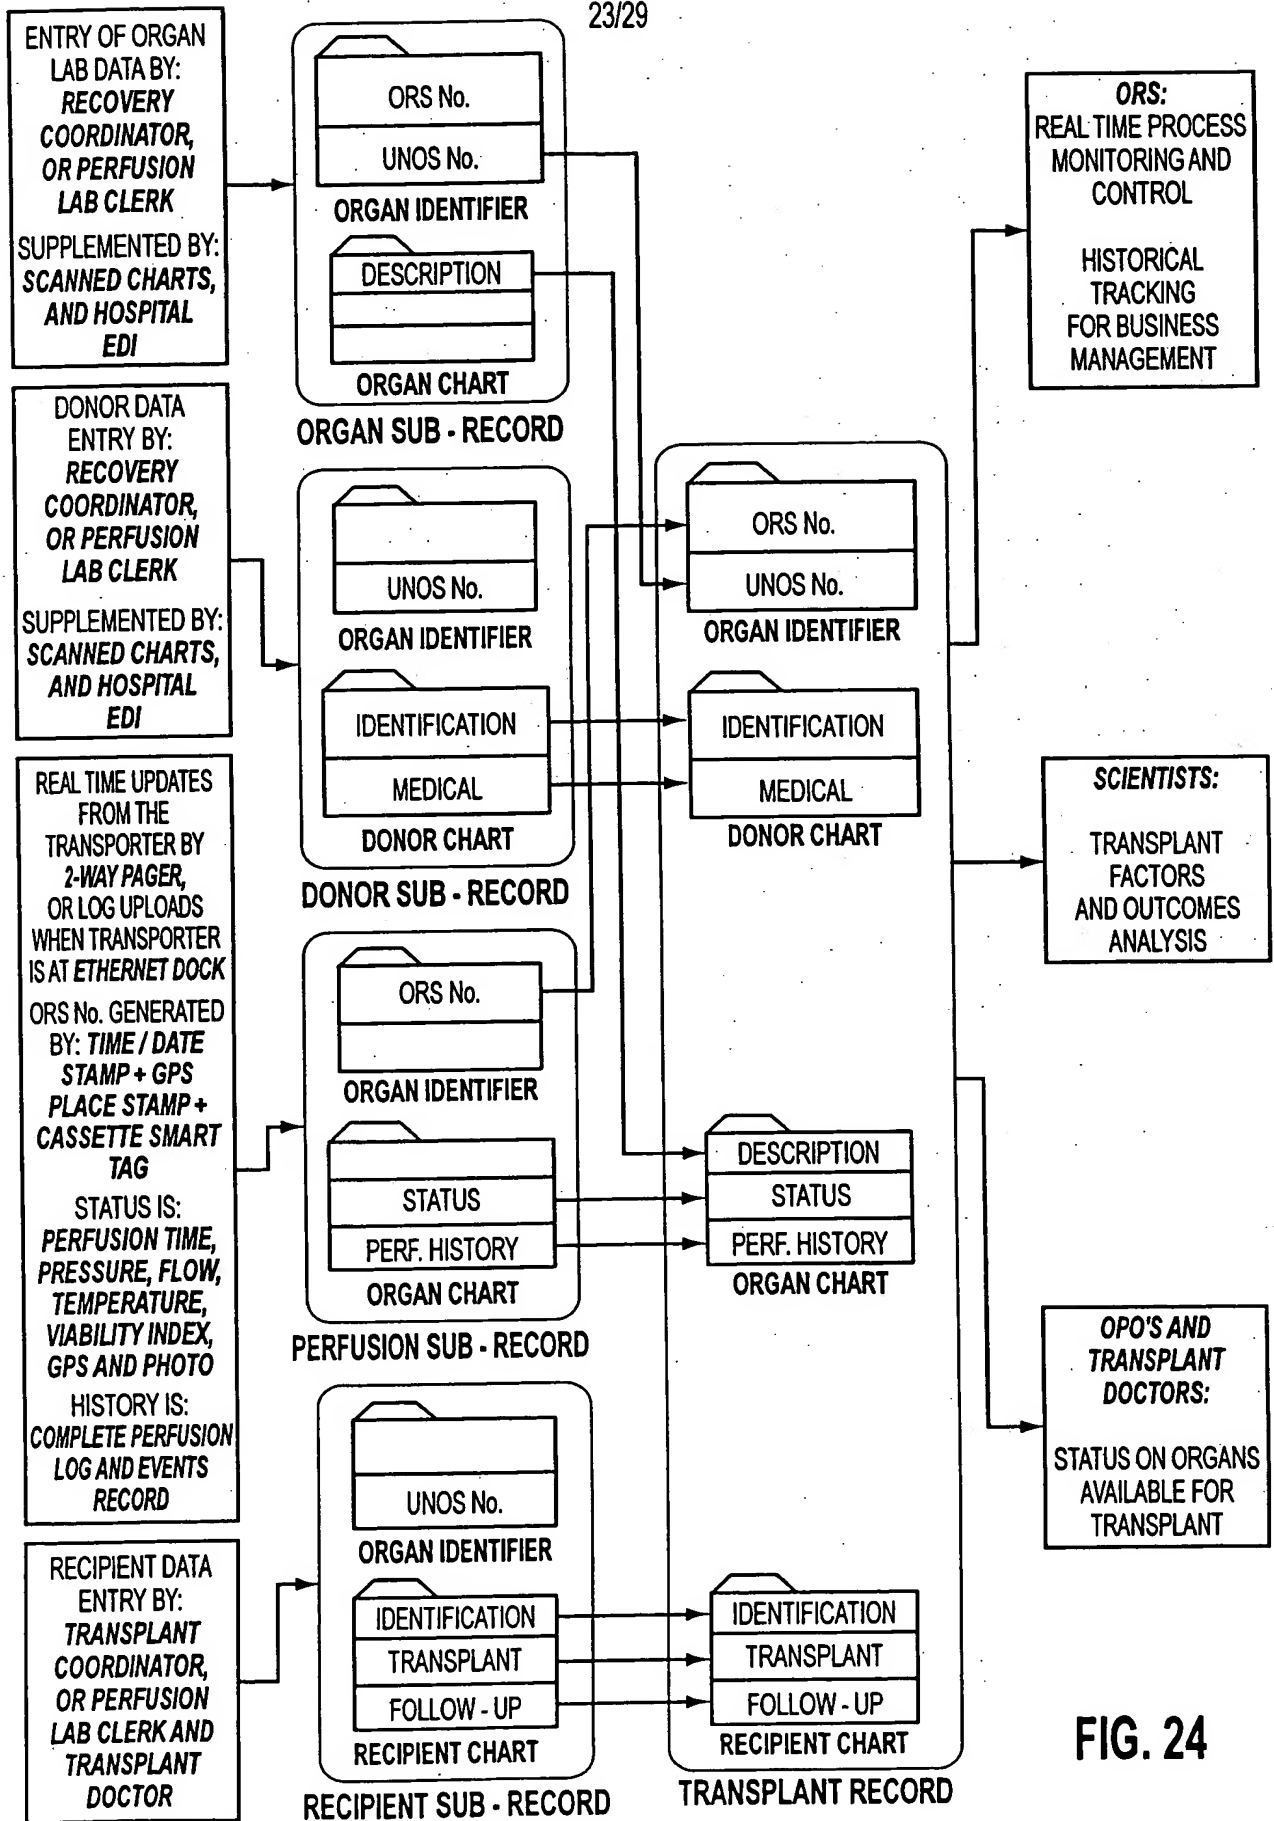 23/29
ENTRY OF ORGAN
LAB DATA BY:
RECOVERY
COORDINATOR,
OR PERFUSION
LAB CLERK
SUPPLEMENTED BY:
SCANNED CHARTS,
AND HOSPITAL
EDI
DONOR DATA
ENTRY BY:
RECOVERY
COORDINATOR,
OR PERFUSION
LAB CLERK
SUPPLEMENTED BY:
SCANNED CHARTS,
AND HOSPITAL
EDI
REAL TIME UPDATES
FROM THE
TRANSPORTER BY
2-WAY PAGER,
OR LOG UPLOADS
WHEN TRANSPORTER
IS AT ETHERNET DOCK
ORS No. GENERATED
BY: TIME / DATE
STAMP + GPS
PLACE STAMP +
CASSETTE SMART
TAG
STATUS IS:
PERFUSION TIME,
PRESSURE, FLOW,
TEMPERATURE,
VIABILITY INDEX,
GPS AND PHOTO
HISTORY IS:
COMPLETE PERFUSION
LOG AND EVENTS
RECORD
RECIPIENT DATA
ENTRY BY:
TRANSPLANT
COORDINATOR,
OR PERFUSION
LAB CLERK AND
TRANSPLANT
DOCTOR
ORS No.
UNOS No.
ORGAN IDENTIFIER
DESCRIPTION
ORGAN CHART
ORGAN SUB - RECORD
UNOS No.
ORGAN IDENTIFIER
IDENTIFICATION
MEDICAL
DONOR CHART
DONOR SUB - RECORD
ORS No.
ORGAN IDENTIFIER
STATUS
PERF. HISTORY
ORGAN CHART
PERFUSION SUB - RECORD
UNOS No.
ORGAN IDENTIFIER
IDENTIFICATION
TRANSPLANT
FOLLOW - UP
RECIPIENT CHART
RECIPIENT SUB - RECORD
ORS No.
UNOS No.
ORGAN IDENTIFIER
IDENTIFICATION
MEDICAL
DONOR CHART
DESCRIPTION
STATUS
PERF. HISTORY
ORGAN CHART
IDENTIFICATION
TRANSPLANT
FOLLOW - UP
RECIPIENT CHART
TRANSPLANT RECORD
ORS:
REAL TIME PROCESS
MONITORING AND
CONTROL
HISTORICAL
TRACKING
FOR BUSINESS
MANAGEMENT
SCIENTISTS:
TRANSPLANT
FACTORS
AND OUTCOMES
ANALYSIS
OPO'S AND
TRANSPLANT
DOCTORS:
STATUS ON ORGANS
AVAILABLE FOR
TRANSPLANT
FIG. 24